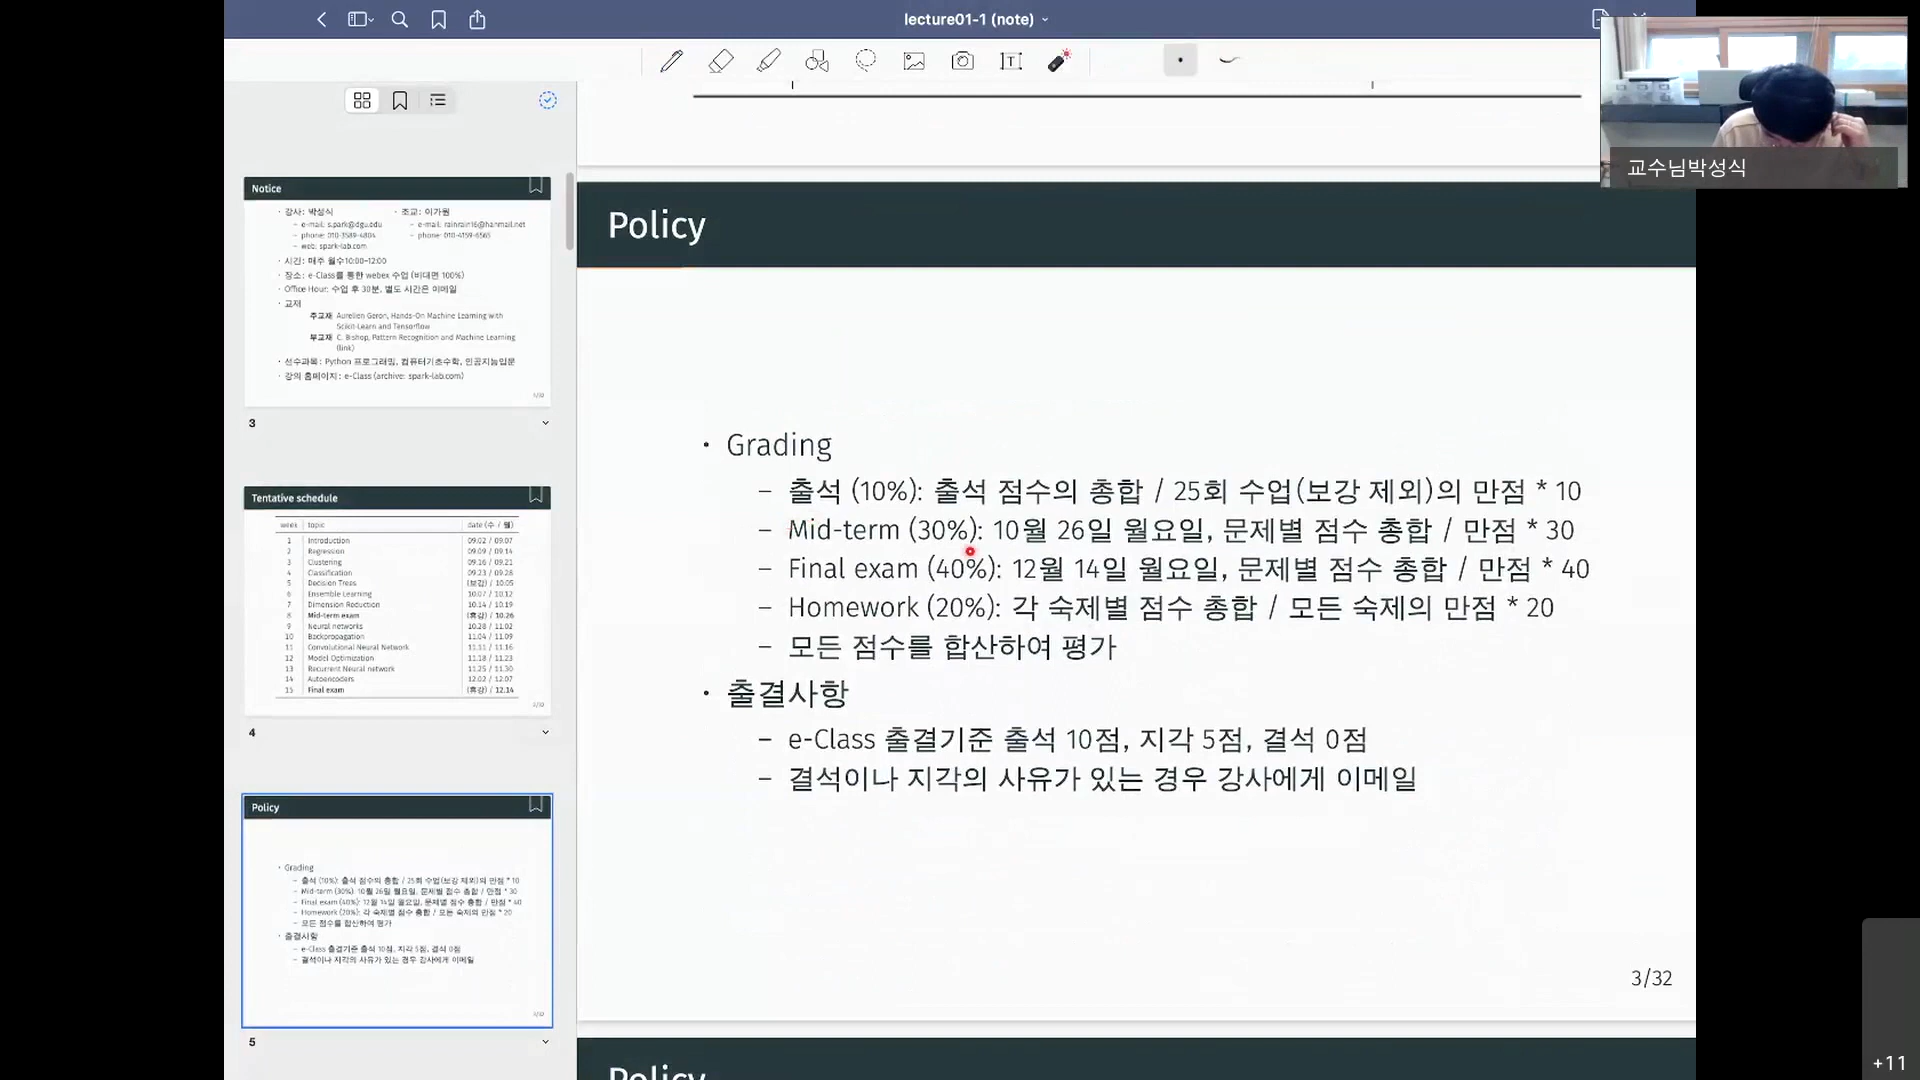 lecture01-1 (note)
교수님박성식
Notice
강사: 박성식
조교: 이가원
e-mail: s.park@dgu.edu
e-mail: rainrain16@hanmail.net
phone: 010-3589-4804
phone: 010-4159-6565
web: spark-lab.com
시간: 매주 월수10:00-12:00
장소: e-Class를 통한 webex 수업 (비대면 100%)
Office Hour: 수업 후 30분, 별도 시간은 이메일
교재
주교재 Aurelien Geron, Hands-On Machine Learning with
Scikit-Learn and Tensorflow
부교재 C. Bishop, Pattern Recognition and Machine Learning
(link)
선수과목: Python 프로그래밍, 컴퓨터기초수학, 인공지능입문
강의 홈페이지: e-Class (archive: spark-lab.com)
3
Tentative schedule
week topic date (수 / 월)
1 Introduction 09.02 / 09.07
2 Regression 09.09 / 09.14
3 Clustering 09.16 / 09.21
4 Classification 09.23 / 09.28
5 Decision Trees (보강) / 10.05
6 Ensemble Learning 10.07 / 10.12
7 Dimension Reduction 10.14 / 10.19
8 Mid-term exam (휴강) / 10.26
9 Neural networks 10.28 / 11.02
10 Backpropagation 11.04 / 11.09
11 Convolutional Neural Network 11.11 / 11.16
12 Model Optimization 11.18 / 11.23
13 Recurrent Neural network 11.25 / 11.30
14 Autoencoders 12.02 / 12.07
15 Final exam (휴강) / 12.14
4
Policy
Grading
출석 (10%): 출석 점수의 총합 / 25회 수업(보강 제외)의 만점 * 10
Mid-term (30%): 10월 26일 월요일, 문제별 점수 총합 / 만점 * 30
Final exam (40%): 12월 14일 월요일, 문제별 점수 총합 / 만점 * 40
Homework (20%): 각 숙제별 점수 총합 / 모든 숙제의 만점 * 20
모든 점수를 합산하여 평가
출결사항
e-Class 출결기준 출석 10점, 지각 5점, 결석 0점
결석이나 지각의 사유가 있는 경우 강사에게 이메일
5
Policy
· Grading
– 출석 (10%): 출석 점수의 총합 / 25회 수업(보강 제외)의 만점 * 10
– Mid-term (30%): 10월 26일 월요일, 문제별 점수 총합 / 만점 * 30
– Final exam (40%): 12월 14일 월요일, 문제별 점수 총합 / 만점 * 40
– Homework (20%): 각 숙제별 점수 총합 / 모든 숙제의 만점 * 20
– 모든 점수를 합산하여 평가
· 출결사항
– e-Class 출결기준 출석 10점, 지각 5점, 결석 0점
– 결석이나 지각의 사유가 있는 경우 강사에게 이메일
3/32
Policy
+11